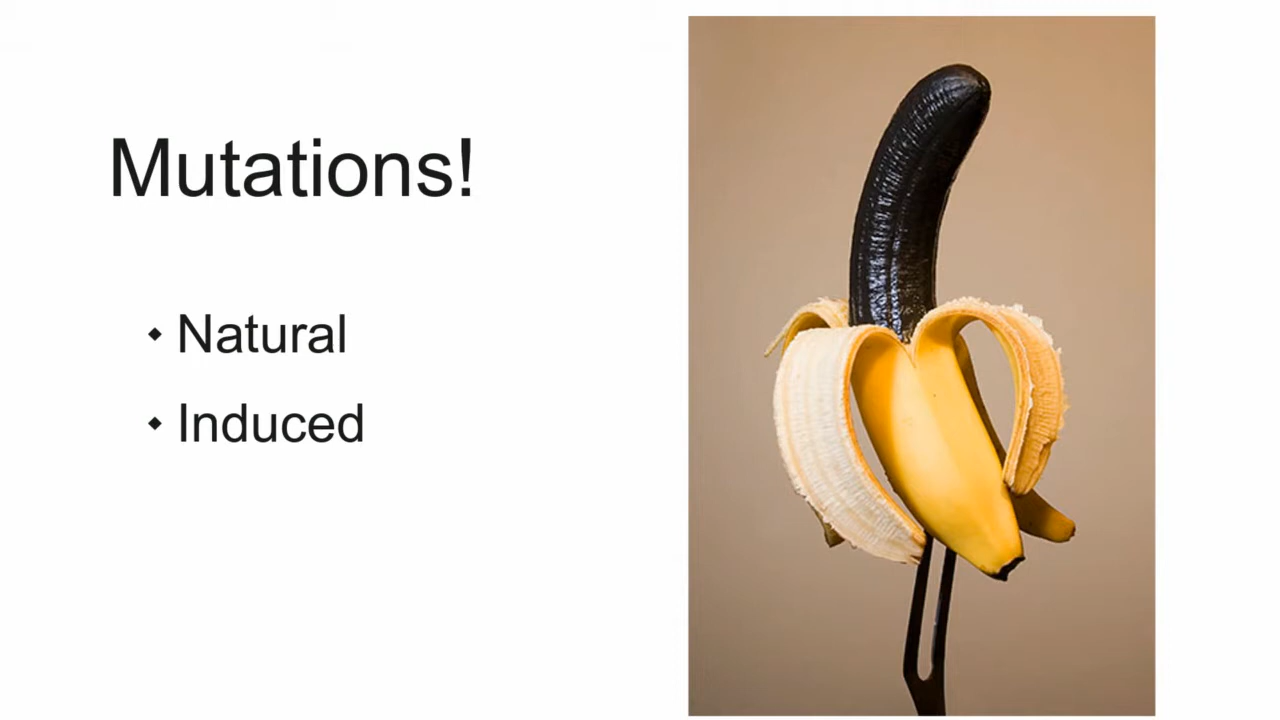 Mutations!
⬥ Natural
⬥ Induced